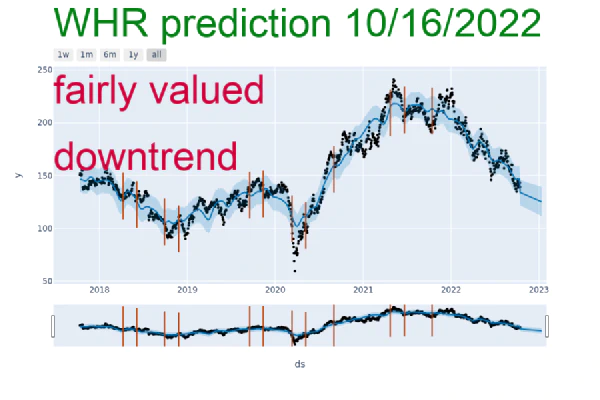 WHR prediction 10/16/2022
1w 1m 6m 1y all
250
fairly valued
200
downtrend
150
y
100
50
2018 2019 2020 2021 2022 2023
ds